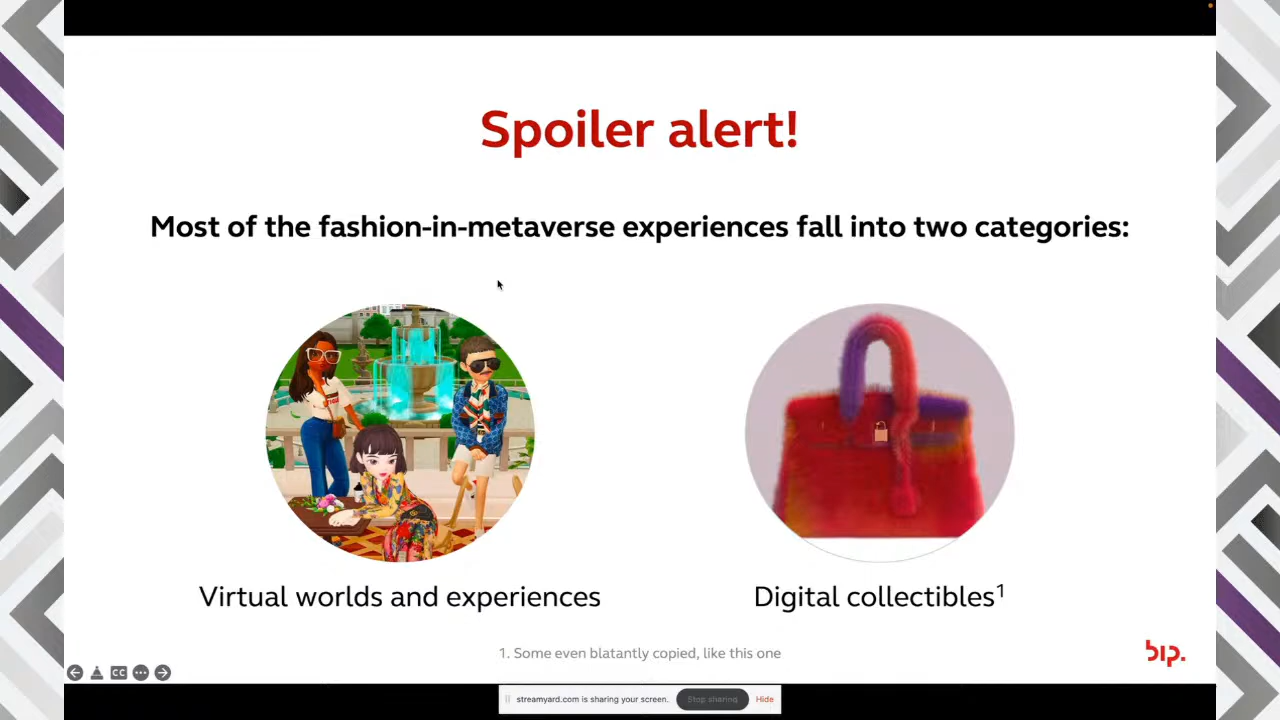 Spoiler alert!
Most of the fashion-in-metaverse experiences fall into two categories:
Virtual worlds and experiences
Digital collectibles¹
1. Some even blatantly copied, like this one
bip.
CC
streamyard.com is sharing your screen.
Stop sharing
Hide